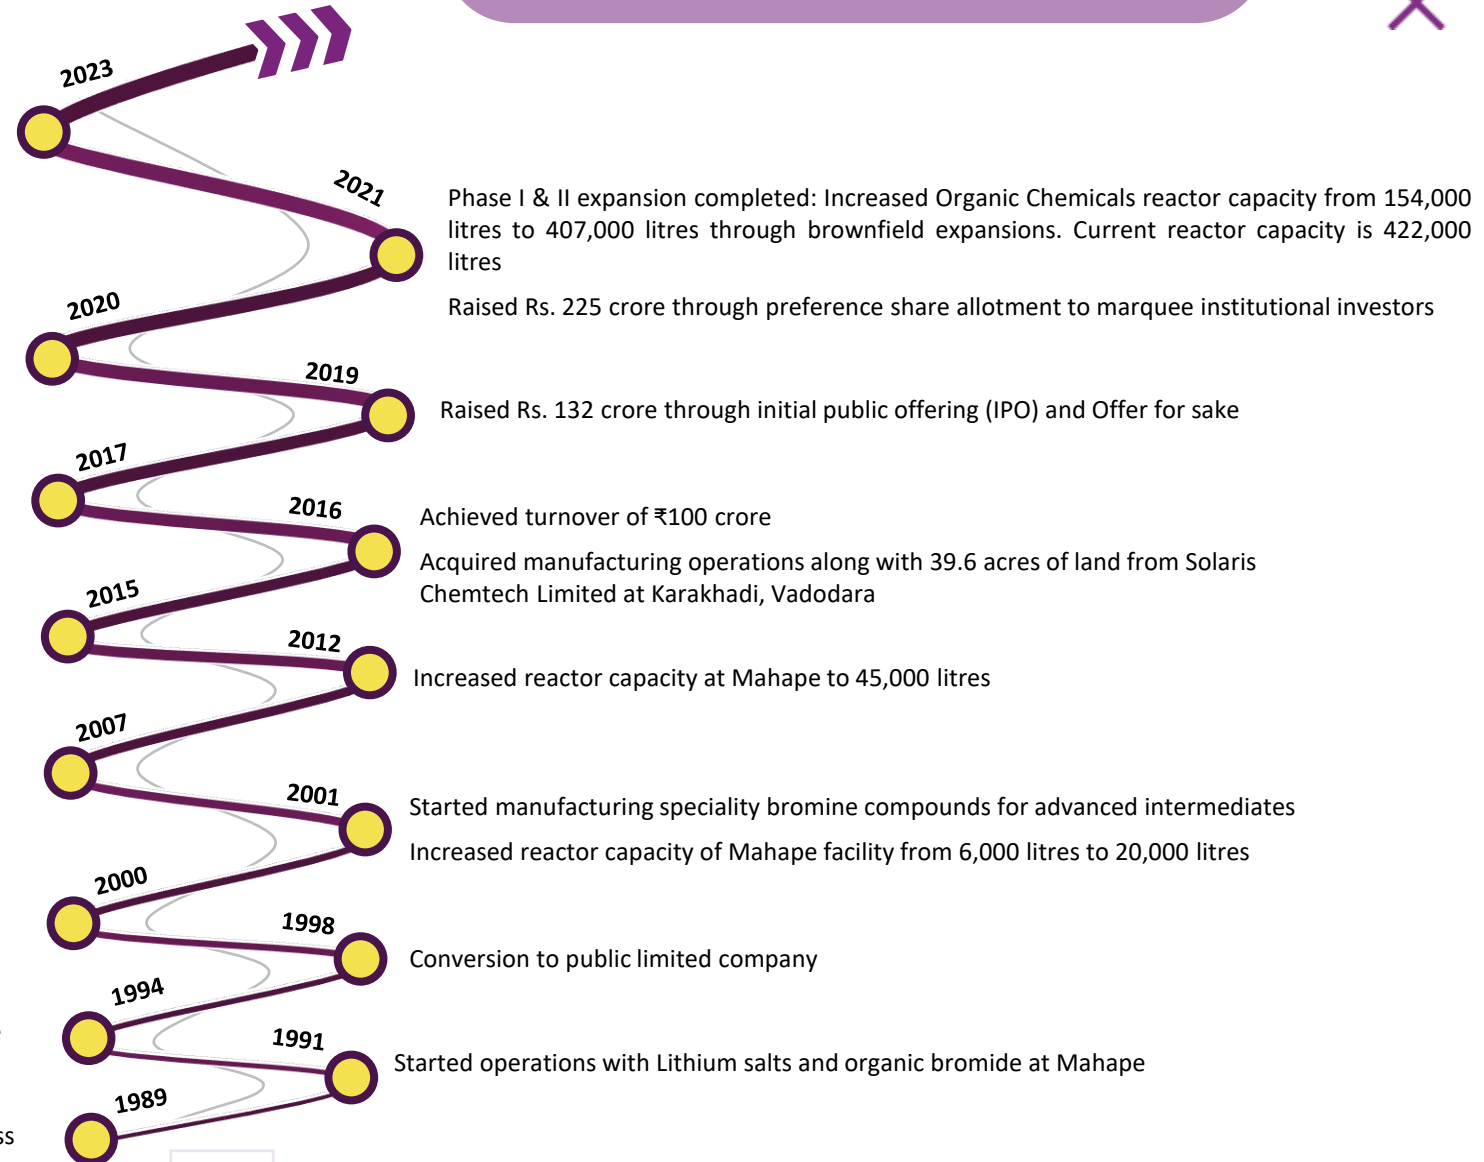 2023
2021
Phase I & II expansion completed: Increased Organic Chemicals reactor capacity from 154,000
litres to 407,000 litres through brownfield expansions. Current reactor capacity is 422,000
litres
Raised Rs. 225 crore through preference share allotment to marquee institutional investors
2020
2019
Raised Rs. 132 crore through initial public offering (IPO) and Offer for sake
2017
2016
Achieved turnover of ₹100 crore
Acquired manufacturing operations along with 39.6 acres of land from Solaris
Chemtech Limited at Karakhadi, Vadodara
2015
2012
Increased reactor capacity at Mahape to 45,000 litres
2007
2001
Started manufacturing speciality bromine compounds for advanced intermediates
Increased reactor capacity of Mahape facility from 6,000 litres to 20,000 litres
2000
1998
Conversion to public limited company
1994
1991
Started operations with Lithium salts and organic bromide at Mahape
1989